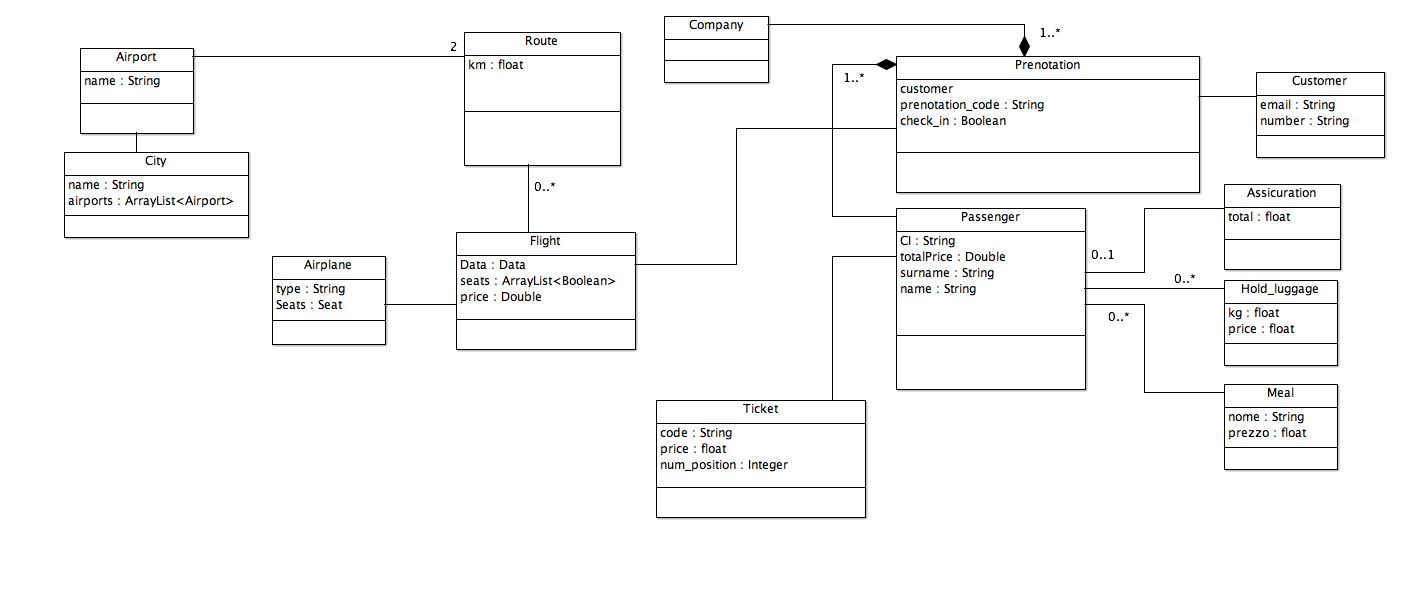 Company
1..*
Airport
name : String
2
Route
km : float
Prenotation
customer
prenotation_code : String
check_in : Boolean
1..*
Customer
email : String
number : String
City
name : String
airports : ArrayList<Airport>
0..*
Assicuration
total : float
Passenger
CI : String
totalPrice : Double
surname : String
name : String
0..1
0..*
0..*
Flight
Data : Data
seats : ArrayList<Boolean>
price : Double
Airplane
type : String
Seats : Seat
Hold_luggage
kg : float
price : float
Meal
nome : String
prezzo : float
Ticket
code : String
price : float
num_position : Integer